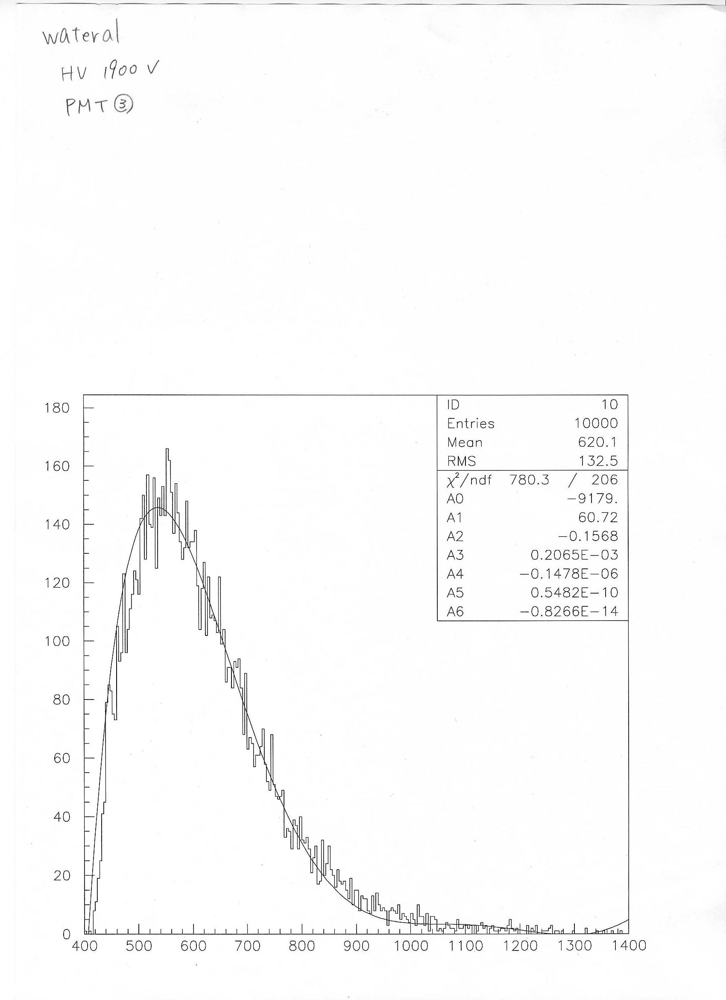 wateral
HV 1900 V
PMT ③
ID 10
Entries 10000
Mean 620.1
RMS 132.5
χ²/ndf 780.3 / 206
A0 −9179.
A1 60.72
A2 −0.1568
A3 0.2065E−03
A4 −0.1478E−06
A5 0.5482E−10
A6 −0.8266E−14
180
160
140
120
100
80
60
40
20
0
400 500 600 700 800 900 1000 1100 1200 1300 1400